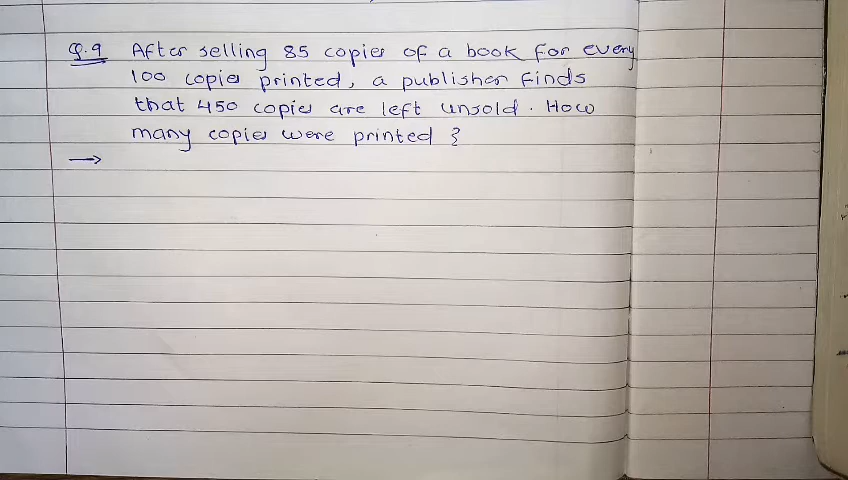 Q.9 After selling 85 copies of a book for every
100 copies printed, a publisher finds
that 450 copies are left unsold. How
many copies were printed ?
→